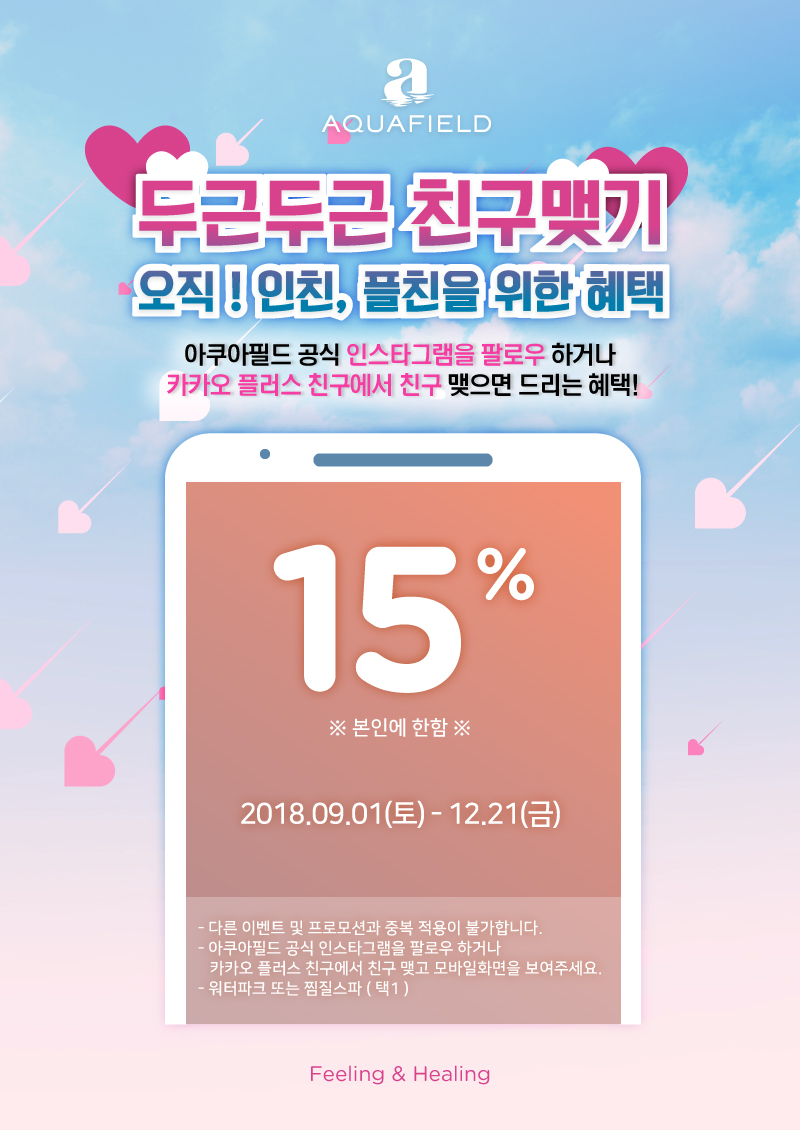 a
AQUAFIELD
두근두근 친구맺기
오직 ! 인친, 플친을 위한 혜택
아쿠아필드 공식 인스타그램을 팔로우 하거나
카카오 플러스 친구에서 친구 맺으면 드리는 혜택!
15%
※ 본인에 한함 ※
2018.09.01(토) - 12.21(금)
- 다른 이벤트 및 프로모션과 중복 적용이 불가합니다.
- 아쿠아필드 공식 인스타그램을 팔로우 하거나
카카오 플러스 친구에서 친구 맺고 모바일화면을 보여주세요.
- 워터파크 또는 찜질스파 ( 택1 )
Feeling & Healing